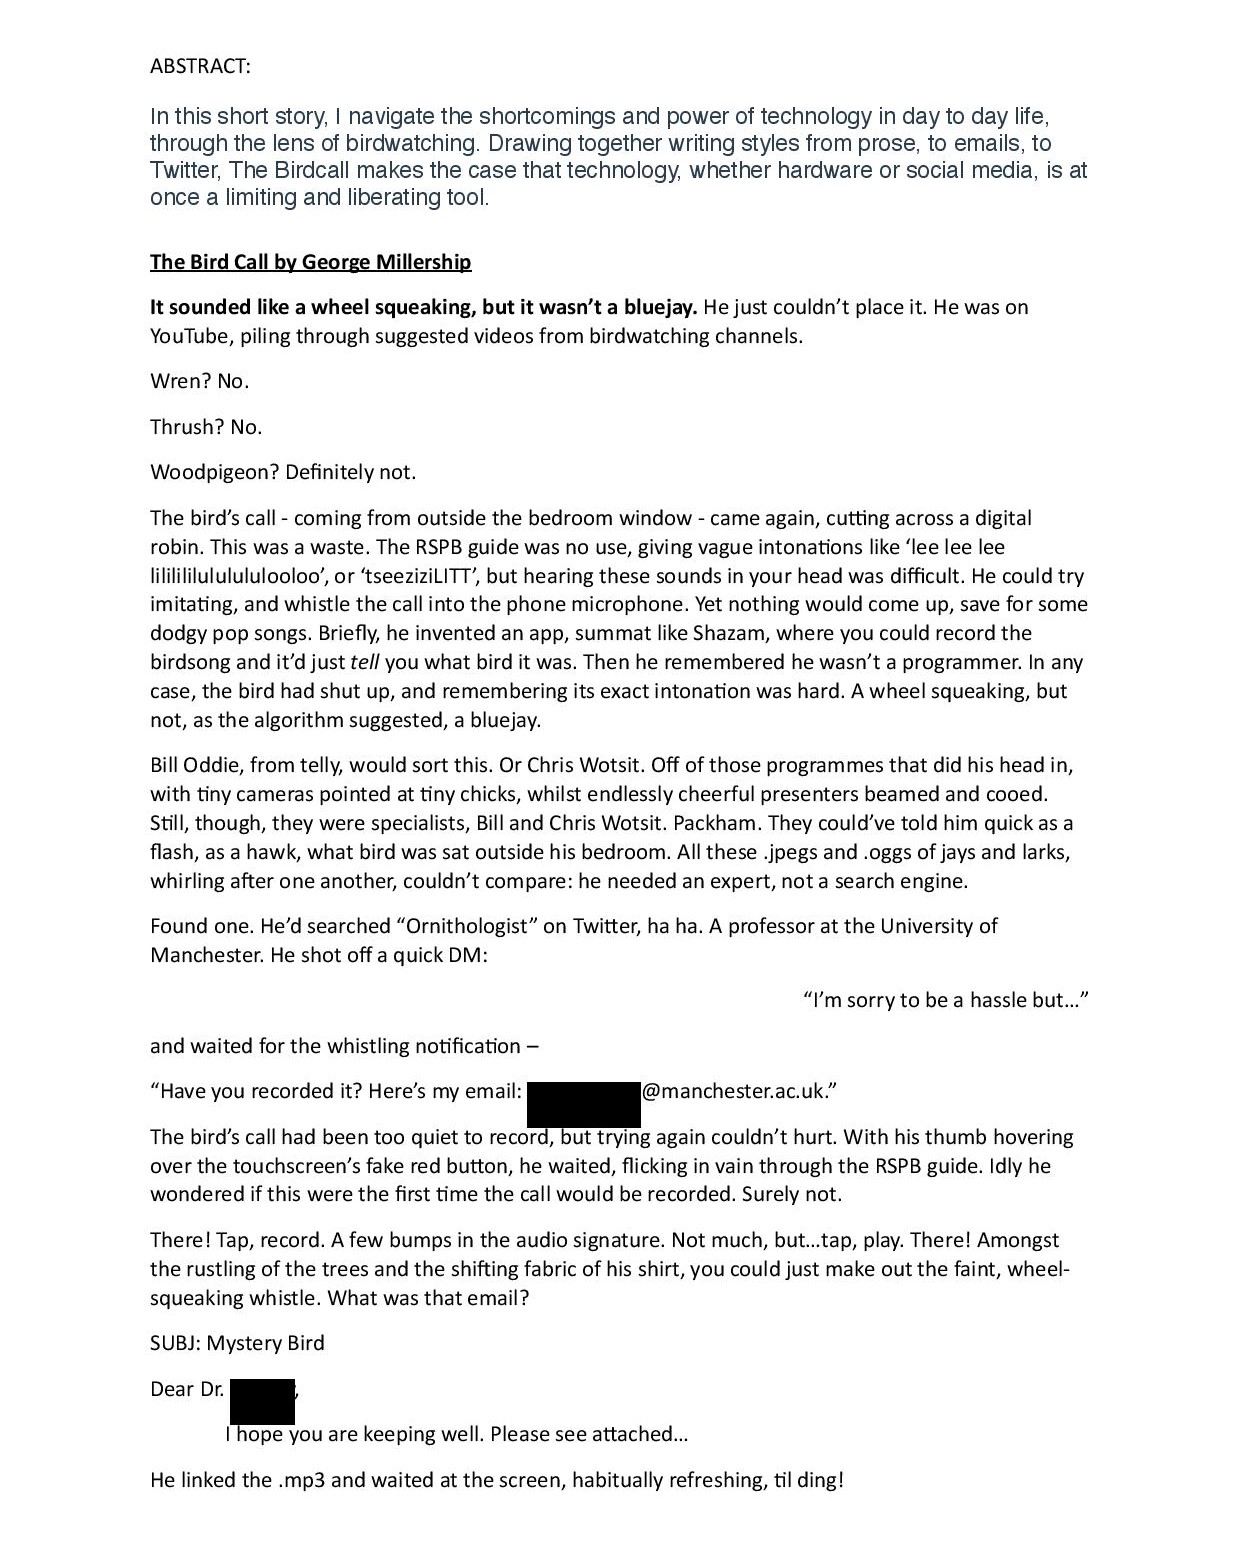 ABSTRACT:
In this short story, I navigate the shortcomings and power of technology in day to day life,
through the lens of birdwatching. Drawing together writing styles from prose, to emails, to
Twitter, The Birdcall makes the case that technology, whether hardware or social media, is at
once a limiting and liberating tool.
The Bird Call by George Millership
It sounded like a wheel squeaking, but it wasn’t a bluejay. He just couldn’t place it. He was on
YouTube, piling through suggested videos from birdwatching channels.
Wren? No.
Thrush? No.
Woodpigeon? Definitely not.
The bird’s call - coming from outside the bedroom window - came again, cutting across a digital
robin. This was a waste. The RSPB guide was no use, giving vague intonations like ‘lee lee lee
lilililililululululooloo’, or ‘tseeziziLITT’, but hearing these sounds in your head was difficult. He could try
imitating, and whistle the call into the phone microphone. Yet nothing would come up, save for some
dodgy pop songs. Briefly, he invented an app, summat like Shazam, where you could record the
birdsong and it’d just tell you what bird it was. Then he remembered he wasn’t a programmer. In any
case, the bird had shut up, and remembering its exact intonation was hard. A wheel squeaking, but
not, as the algorithm suggested, a bluejay.
Bill Oddie, from telly, would sort this. Or Chris Wotsit. Off of those programmes that did his head in,
with tiny cameras pointed at tiny chicks, whilst endlessly cheerful presenters beamed and cooed.
Still, though, they were specialists, Bill and Chris Wotsit. Packham. They could’ve told him quick as a
flash, as a hawk, what bird was sat outside his bedroom. All these .jpegs and .oggs of jays and larks,
whirling after one another, couldn’t compare: he needed an expert, not a search engine.
Found one. He’d searched “Ornithologist” on Twitter, ha ha. A professor at the University of
Manchester. He shot off a quick DM:
“I’m sorry to be a hassle but…”
and waited for the whistling notification –
“Have you recorded it? Here’s my email: @manchester.ac.uk.”
The bird’s call had been too quiet to record, but trying again couldn’t hurt. With his thumb hovering
over the touchscreen’s fake red button, he waited, flicking in vain through the RSPB guide. Idly he
wondered if this were the first time the call would be recorded. Surely not.
There! Tap, record. A few bumps in the audio signature. Not much, but…tap, play. There! Amongst
the rustling of the trees and the shifting fabric of his shirt, you could just make out the faint, wheel-
squeaking whistle. What was that email?
SUBJ: Mystery Bird
Dear Dr. ,
I hope you are keeping well. Please see attached…
He linked the .mp3 and waited at the screen, habitually refreshing, til ding!